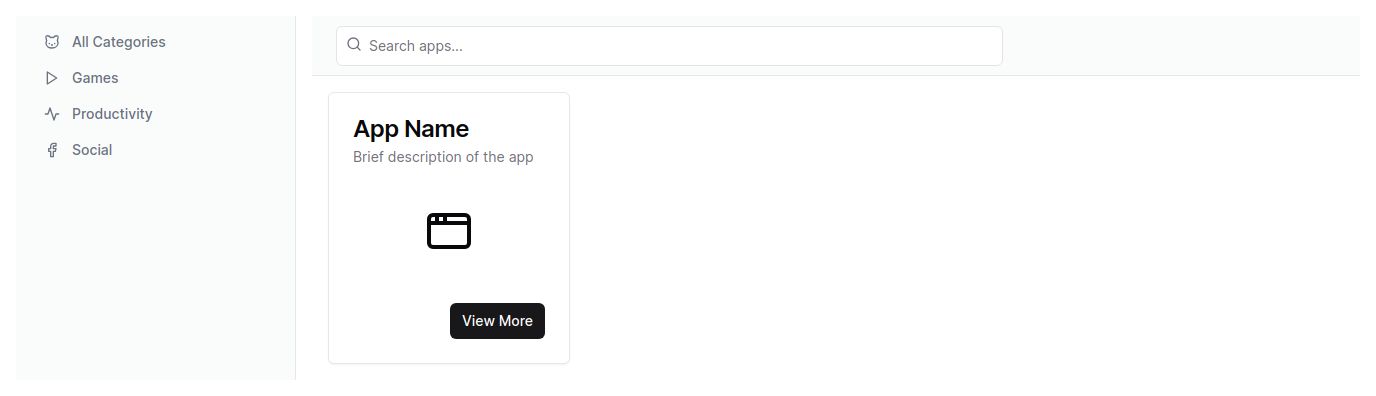 All Categories
Games
Productivity
Social
Search apps...
App Name
Brief description of the app
View More